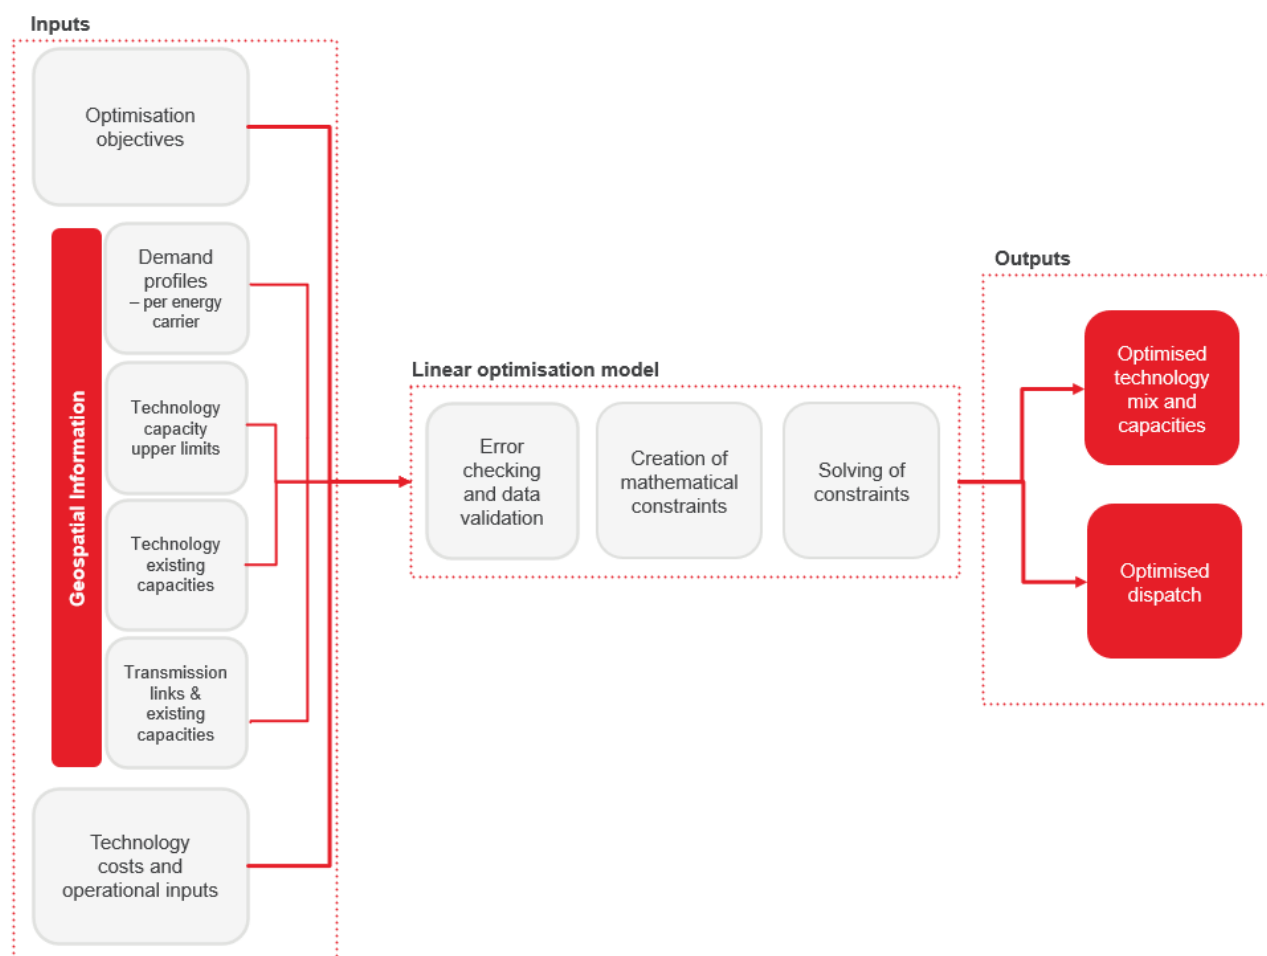 Inputs
Optimisation
objectives
Geospatial Information
Demand
profiles
– per energy
carrier
Technology
capacity
upper limits
Technology
existing
capacities
Transmission
links &
existing
capacities
Technology
costs and
operational inputs
Linear optimisation model
Error
checking
and data
validation
Creation of
mathematical
constraints
Solving of
constraints
Outputs
Optimised
technology
mix and
capacities
Optimised
dispatch